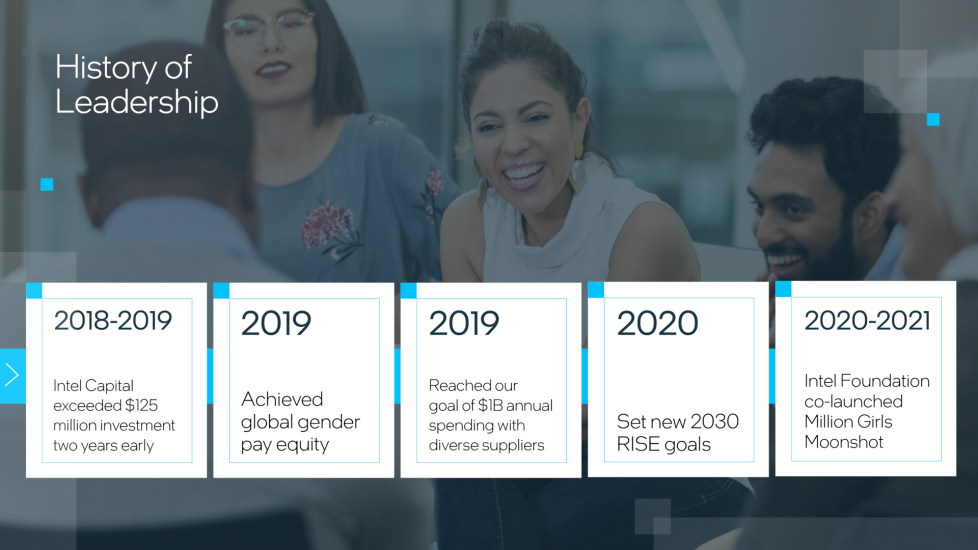 History of
Leadership
2018-2019
Intel Capital
exceeded $125
million investment
two years early
2019
Achieved
global gender
pay equity
2019
Reached our
goal of $1B annual
spending with
diverse suppliers
2020
Set new 2030
RISE goals
2020-2021
Intel Foundation
co-launched
Million Girls
Moonshot